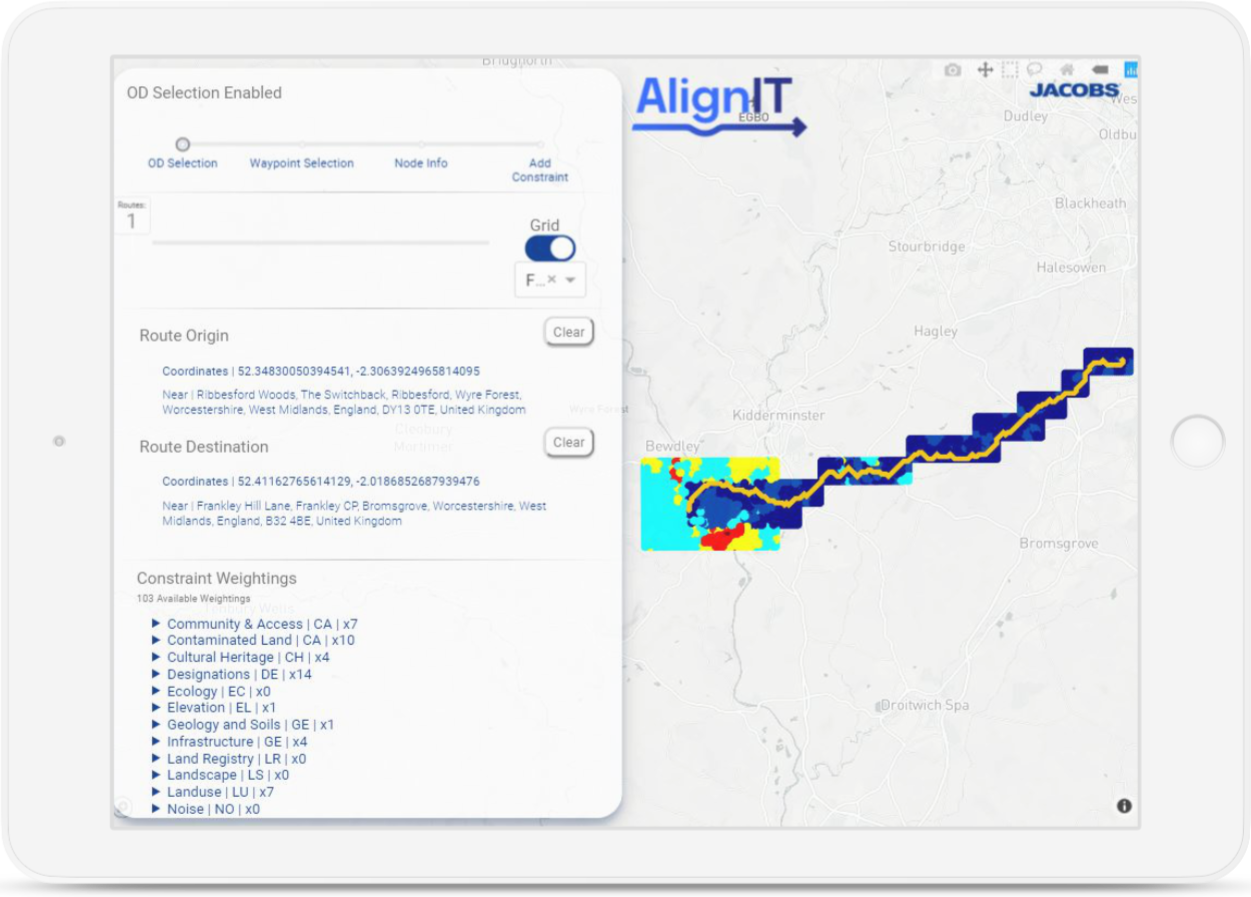 OD Selection Enabled
OD Selection
Waypoint Selection
Node Info
Add
Constraint
Routes:
1
Grid
F...× 
Route Origin
Clear
Coordinates | 52.34830050394541, -2.3063924965814095
Near | Ribbesford Woods, The Switchback, Ribbesford, Wyre Forest,
Worcestershire, West Midlands, England, DY13 0TE, United Kingdom
Route Destination
Clear
Coordinates | 52.41162765614129, -2.0186852687939476
Near | Frankley Hill Lane, Frankley CP, Bromsgrove, Worcestershire, West
Midlands, England, B32 4BE, United Kingdom
Constraint Weightings
103 Available Weightings
Community & Access | CA | x7
Contaminated Land | CA | x10
Cultural Heritage | CH | x4
Designations | DE | x14
Ecology | EC | x0
Elevation | EL | x1
Geology and Soils | GE | x1
Infrastructure | GE | x4
Land Registry | LR | x0
Landscape | LS | x0
Landuse | LU | x7
Noise | NO | x0
Bridgnorth
Wyre Forest
Cleobury
Mortimer
Tenbury Wells
AlignIT
EGBO
JACOBS
Wes
Dudley
Oldbu
Blackheath
Stourbridge
Halesowen
Hagley
Kidderminster
Bewdley
Bromsgrove
Droitwich Spa